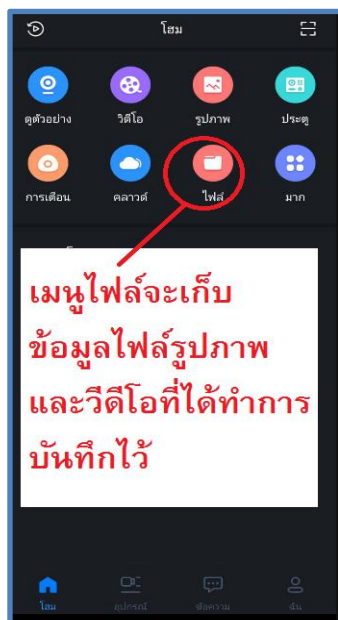 โฮม
ดูตัวอย่าง วิดีโอ รูปภาพ ประตู
การเตือน คลาวด์ ไฟล์ มาก
เมนูไฟล์จะเก็บ
ข้อมูลไฟล์รูปภาพ
และวีดีโอที่ได้ทำการ
บันทึกไว้
โฮม อุปกรณ์ ข้อความ ฉัน